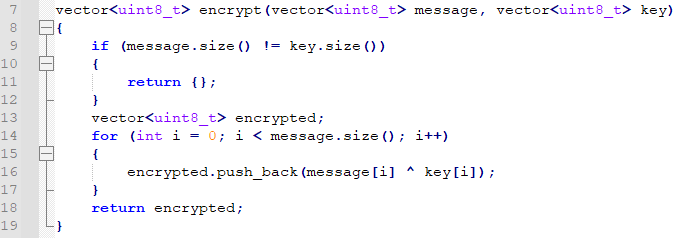 7 vector<uint8_t> encrypt(vector<uint8_t> message, vector<uint8_t> key)
8 {
9     if (message.size() != key.size())
10     {
11         return {};
12     }
13     vector<uint8_t> encrypted;
14     for (int i = 0; i < message.size(); i++)
15     {
16         encrypted.push_back(message[i] ^ key[i]);
17     }
18     return encrypted;
19 }